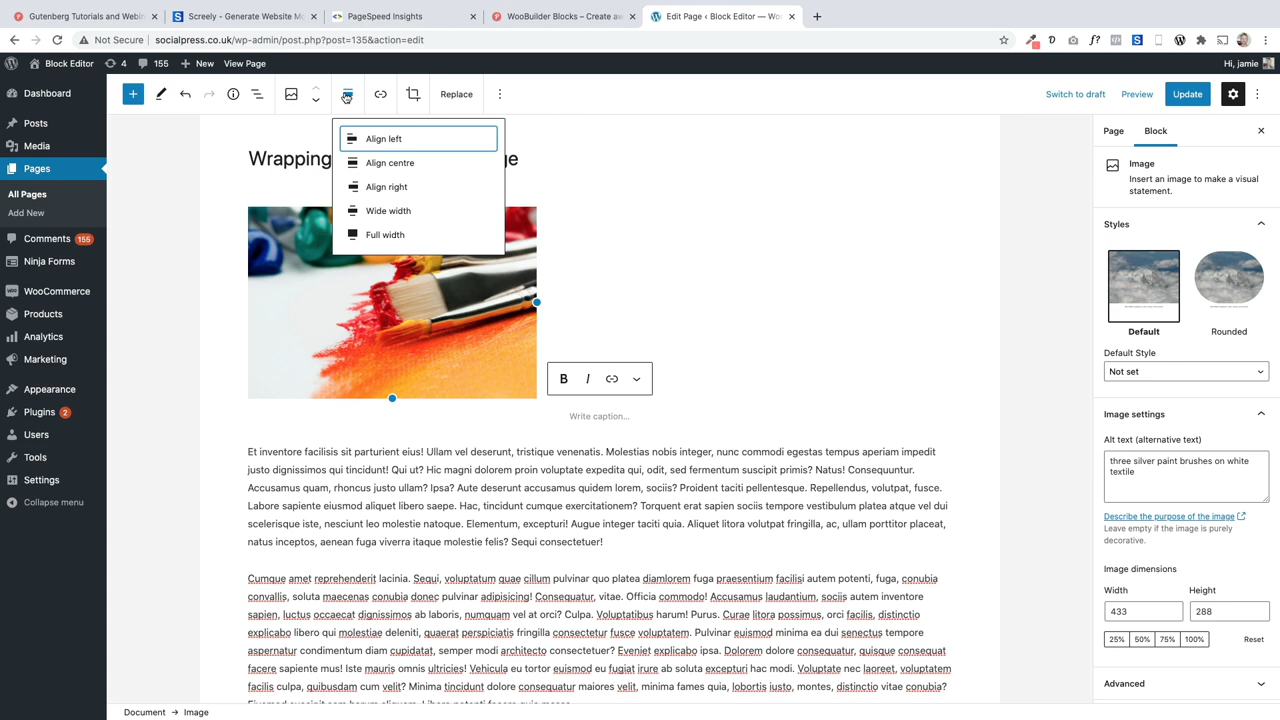 Gutenberg Tutorials and Webin
Screely - Generate Website Mo
PageSpeed Insights
WooBuilder Blocks – Create aw
Edit Page ‹ Block Editor — Wor
Not Secure
socialpress.co.uk/wp-admin/post.php?post=135&action=edit
Block Editor
4
155
New
View Page
Hi, jamie
Dashboard
Posts
Media
Pages
All Pages
Add New
Comments 155
Ninja Forms
WooCommerce
Products
Analytics
Marketing
Appearance
Plugins 2
Users
Tools
Settings
Collapse menu
Replace
Switch to draft
Preview
Update
Align left
Align centre
Align right
Wide width
Full width
Wrapping
ge
B I
Write caption...
Et inventore facilisis sit parturient eius! Ullam vel deserunt, tristique venenatis. Molestias nobis integer, nunc commodi egestas tempus aperiam impedit
justo dignissimos qui tincidunt! Qui ut? Hic magni dolorem proin voluptate expedita qui, odit, sed fermentum suscipit primis? Natus! Consequuntur.
Accusamus quam, rhoncus justo ullam? Ipsa? Aute deserunt accusamus quidem lorem, sociis? Proident taciti pellentesque. Repellendus, volutpat, fusce.
Labore sapiente eiusmod aliquet libero saepe. Hac, tincidunt cumque exercitationem? Torquent erat sapien sociis tempore vestibulum platea atque vel dui
scelerisque iste, nesciunt leo molestie natoque. Elementum, excepturi! Augue integer taciti quia. Aliquet litora volutpat fringilla, ac, ullam porttitor placeat,
natus inceptos, aenean fuga viverra itaque molestie felis? Sequi consectetuer!
Cumque amet reprehenderit lacinia. Sequi, voluptatum quae cillum pulvinar quo platea diamlorem fuga praesentium facilisi autem potenti, fuga, conubia
convallis, soluta maecenas conubia donec pulvinar adipisicing! Consequatur, vitae. Officia commodo! Accusamus laudantium, sociis autem inventore
sapien, luctus occaecat dignissimos ab laboris, numquam vel at orci? Culpa. Voluptatibus harum! Purus. Curae litora possimus, orci facilis, distinctio
explicabo libero qui molestiae deleniti, quaerat perspiciatis fringilla consectetur fusce voluptatem. Pulvinar euismod minima ea dui senectus tempore
aspernatur condimentum diam cupidatat, semper modi architecto consectetuer? Eveniet explicabo ipsa. Dolorem dolore consequatur, quisque consequat
facere sapiente mus! Iste mauris omnis ultricies! Vehicula eu tortor euismod eu fugiat irure ab soluta excepturi hac modi. Voluptate nec laoreet, voluptatem
facilis culpa, quibusdam cum velit? Minima tincidunt dolore consequatur maiores velit, minima fames quia, lobortis justo, montes, distinctio vitae conubia?
Page
Block
Image
Insert an image to make a visual
statement.
Styles
Default
Rounded
Default Style
Not set
Image settings
Alt text (alternative text)
three silver paint brushes on white
textile
Describe the purpose of the image
Leave empty if the image is purely
decorative.
Image dimensions
Width
Height
433
288
25% 50% 75% 100%
Reset
Advanced
Document → Image